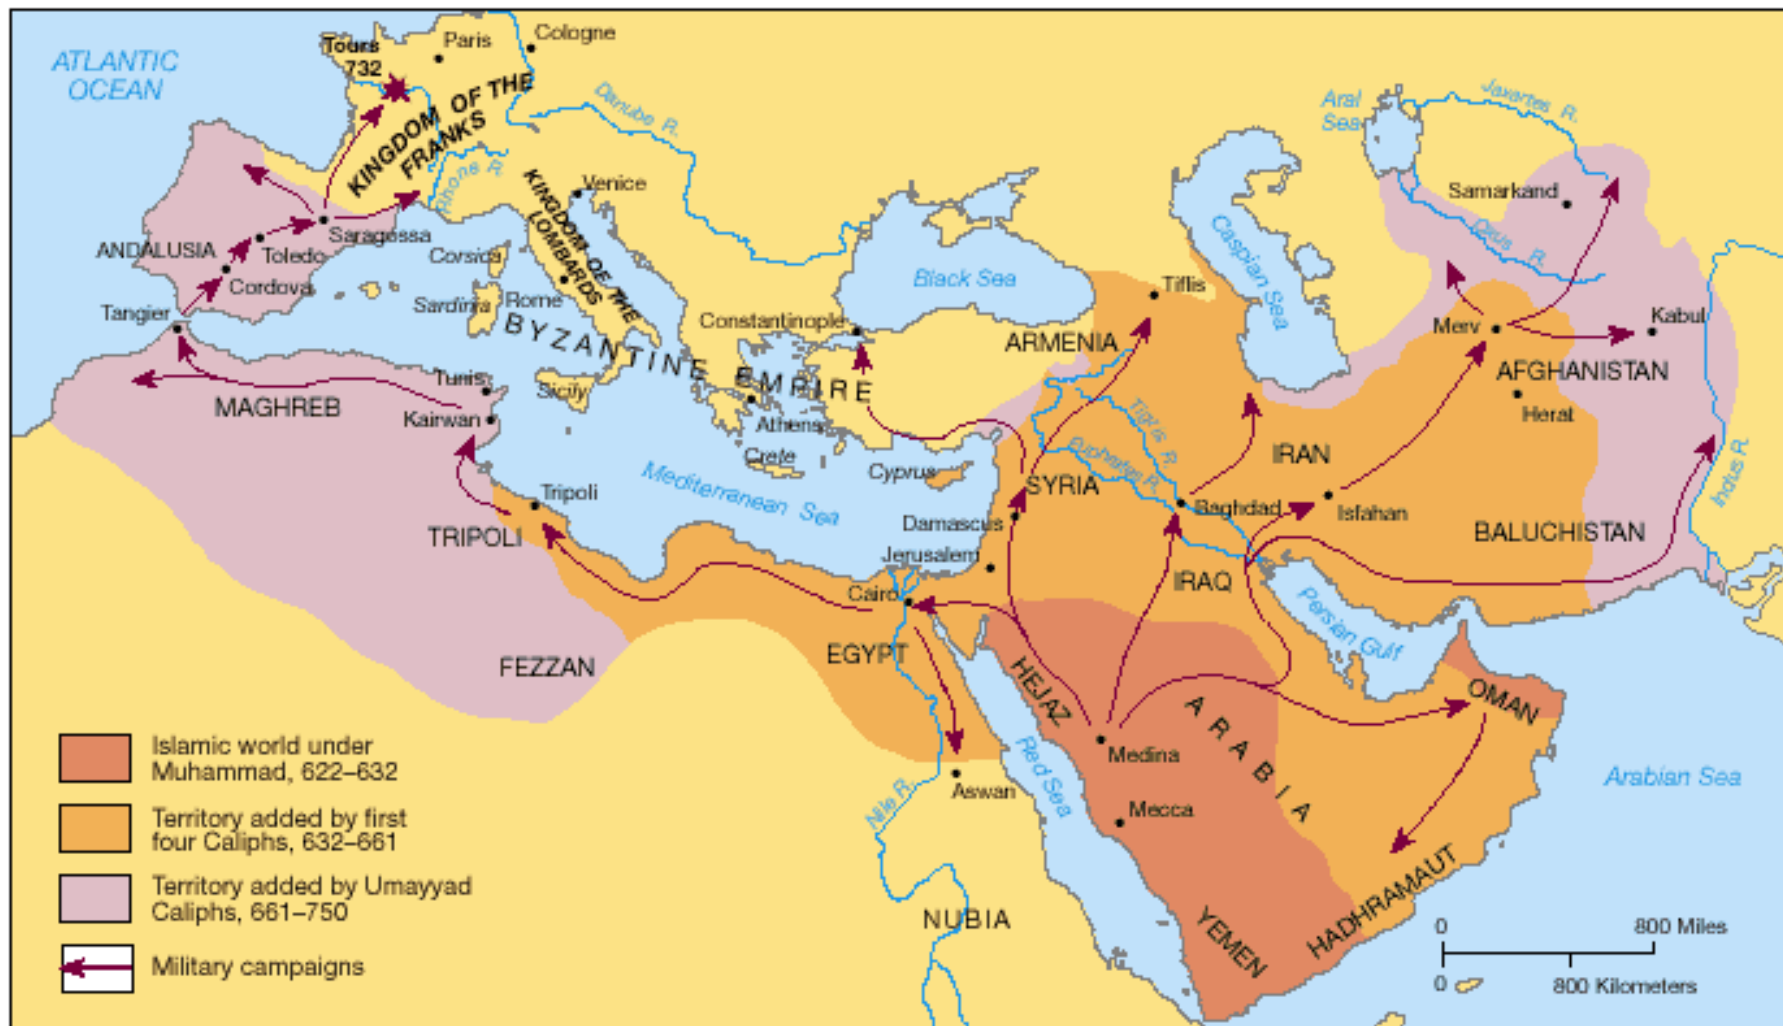 ATLANTIC
OCEAN
Tours
732
Paris
Cologne
KINGDOM OF THE
FRANKS
Rhone R.
Danube R.
Venice
KINGDOM OF THE
LOMBARDS
Aral
Sea
Jaxartes R.
Samarkand
Oxus R.
Caspian Sea
Black Sea
ANDALUSIA
Saragossa
Toledo
Cordova
Corsica
Sardinia
Rome
Tangier
BYZANTINE EMPIRE
Constantinople
Tiflis
ARMENIA
Merv
Kabul
AFGHANISTAN
Herat
Tunis
Sicily
MAGHREB
Kairwan
Athens
Crete
Cyprus
Mediterranean Sea
Tigris R.
Euphrates R.
IRAN
SYRIA
Indus R.
Tripoli
TRIPOLI
Damascus
Baghdad
Isfahan
BALUCHISTAN
Jerusalem
IRAQ
Cairo
Persian Gulf
EGYPT
FEZZAN
HEJAZ
ARABIA
OMAN
Medina
Mecca
Red Sea
Nile R.
Aswan
Arabian Sea
NUBIA
YEMEN
HADHRAMAUT
Islamic world under
Muhammad, 622–632
Territory added by first
four Caliphs, 632–661
Territory added by Umayyad
Caliphs, 661–750
Military campaigns
0 800 Miles
0 800 Kilometers